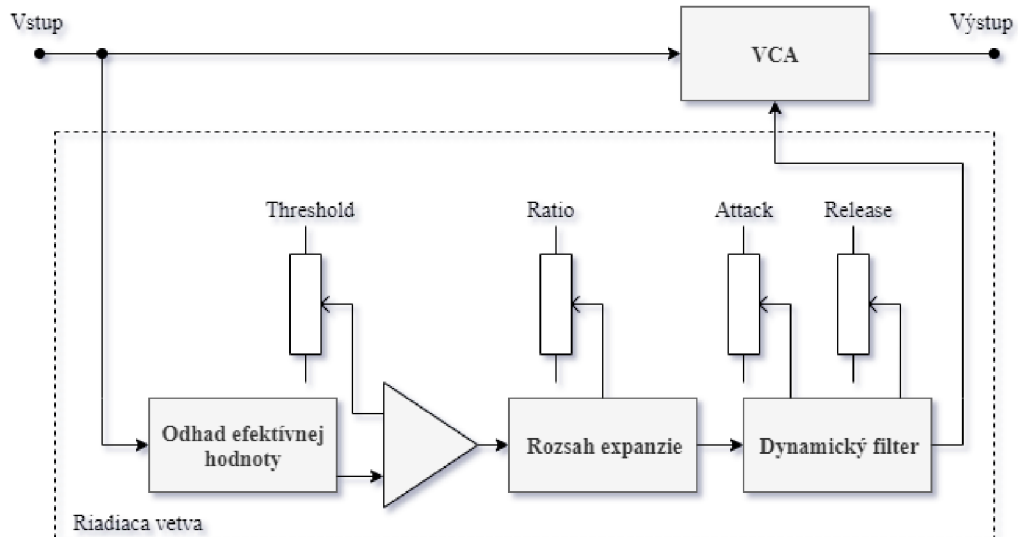 Vstup
Výstup
VCA
Threshold
Ratio
Attack
Release
Odhad efektívnej
hodnoty
Rozsah expanzie
Dynamický filter
Riadiaca vetva